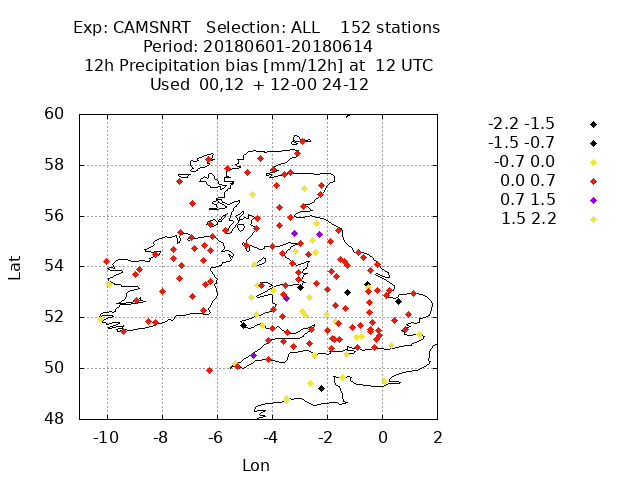 Exp: CAMSNRT Selection: ALL 152 stations
Period: 20180601-20180614
12h Precipitation bias [mm/12h] at 12 UTC
Used 00,12 + 12-00 24-12
60
58
56
54
52
50
48
Lat
-10 -8 -6 -4 -2 0 2
Lon
-2.2 -1.5
-1.5 -0.7
-0.7 0.0
0.0 0.7
0.7 1.5
1.5 2.2